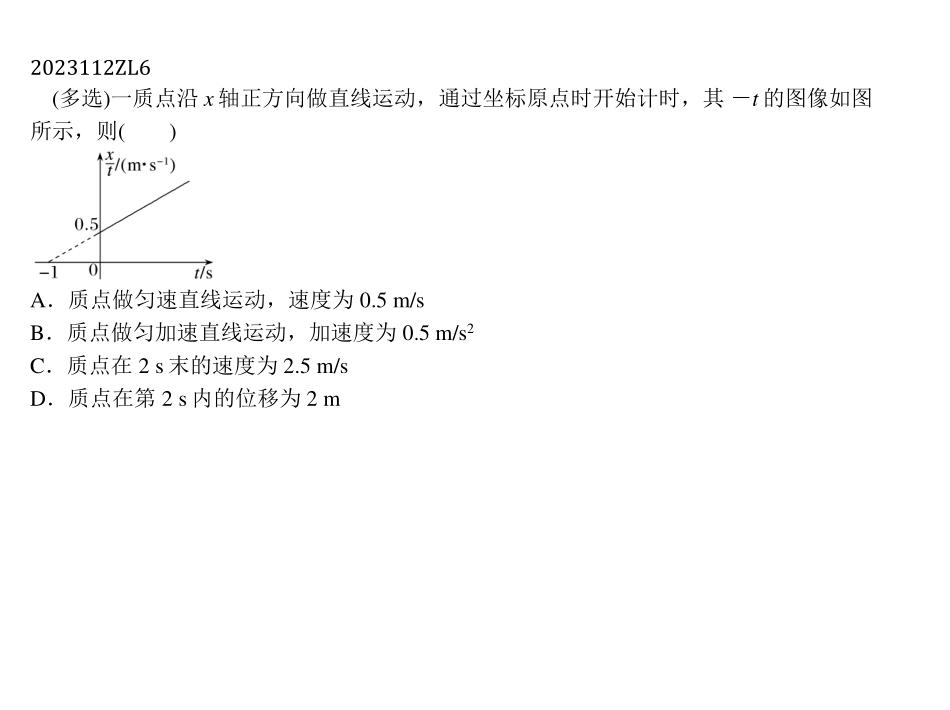 2023112ZL6
(多选)一质点沿 x 轴正方向做直线运动，通过坐标原点时开始计时，其 －t 的图像如图
所示，则(　　)
x/t/(m·s⁻¹)
0.5
−1 0 t/s
A．质点做匀速直线运动，速度为 0.5 m/s
B．质点做匀加速直线运动，加速度为 0.5 m/s²
C．质点在 2 s 末的速度为 2.5 m/s
D．质点在第 2 s 内的位移为 2 m